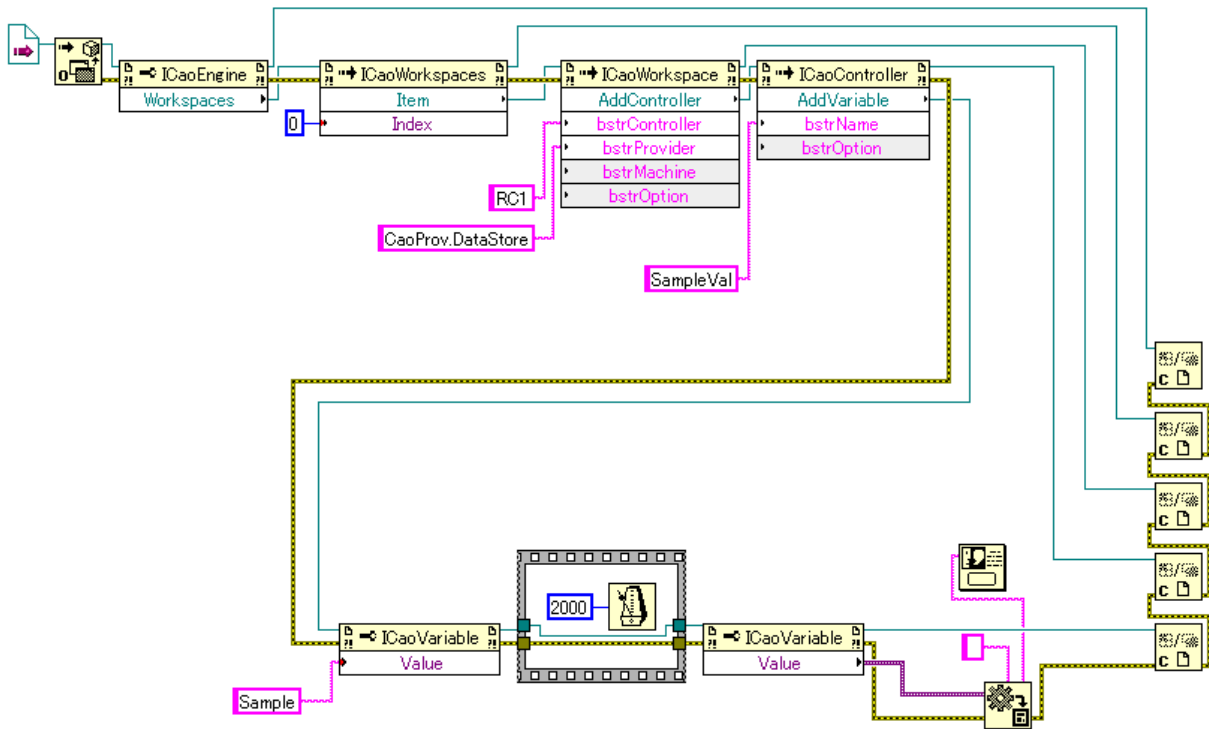 ICaoEngine
Workspaces
ICaoWorkspaces
Item
Index
0
ICaoWorkspace
AddController
bstrController
bstrProvider
bstrMachine
bstrOption
ICaoController
AddVariable
bstrName
bstrOption
RC1
CaoProv.DataStore
SampleVal
C
C
C
C
C
2000
ICaoVariable
Value
ICaoVariable
Value
Sample